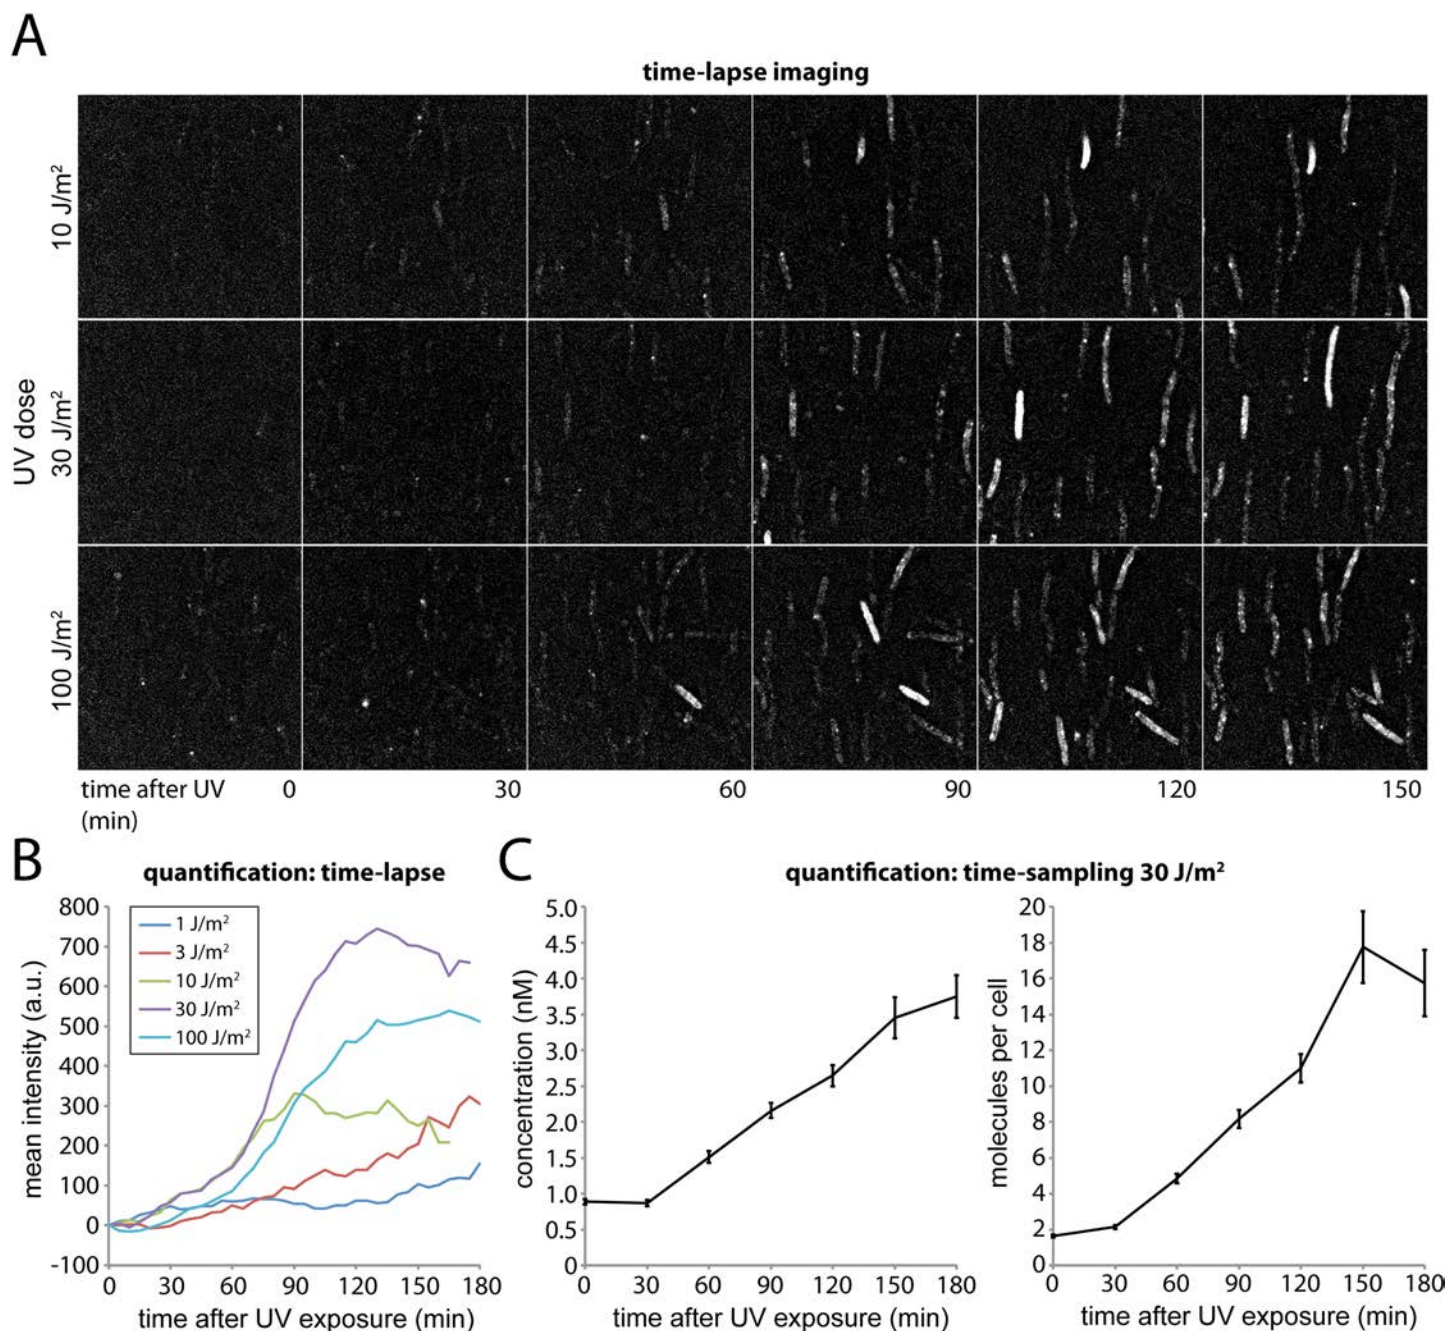 A
time-lapse imaging
UV dose
10 J/m²
30 J/m²
100 J/m²
time after UV 0 30 60 90 120 150
(min)
B
quantification: time-lapse
mean intensity (a.u.)
800
700
600
500
400
300
200
100
0
-100
1 J/m²
3 J/m²
10 J/m²
30 J/m²
100 J/m²
0 30 60 90 120 150 180
time after UV exposure (min)
C
quantification: time-sampling 30 J/m²
concentration (nM)
5.0
4.5
4.0
3.5
3.0
2.5
2.0
1.5
1.0
0.5
0
0 30 60 90 120 150 180
time after UV exposure (min)
molecules per cell
20
18
16
14
12
10
8
6
4
2
0
0 30 60 90 120 150 180
time after UV exposure (min)